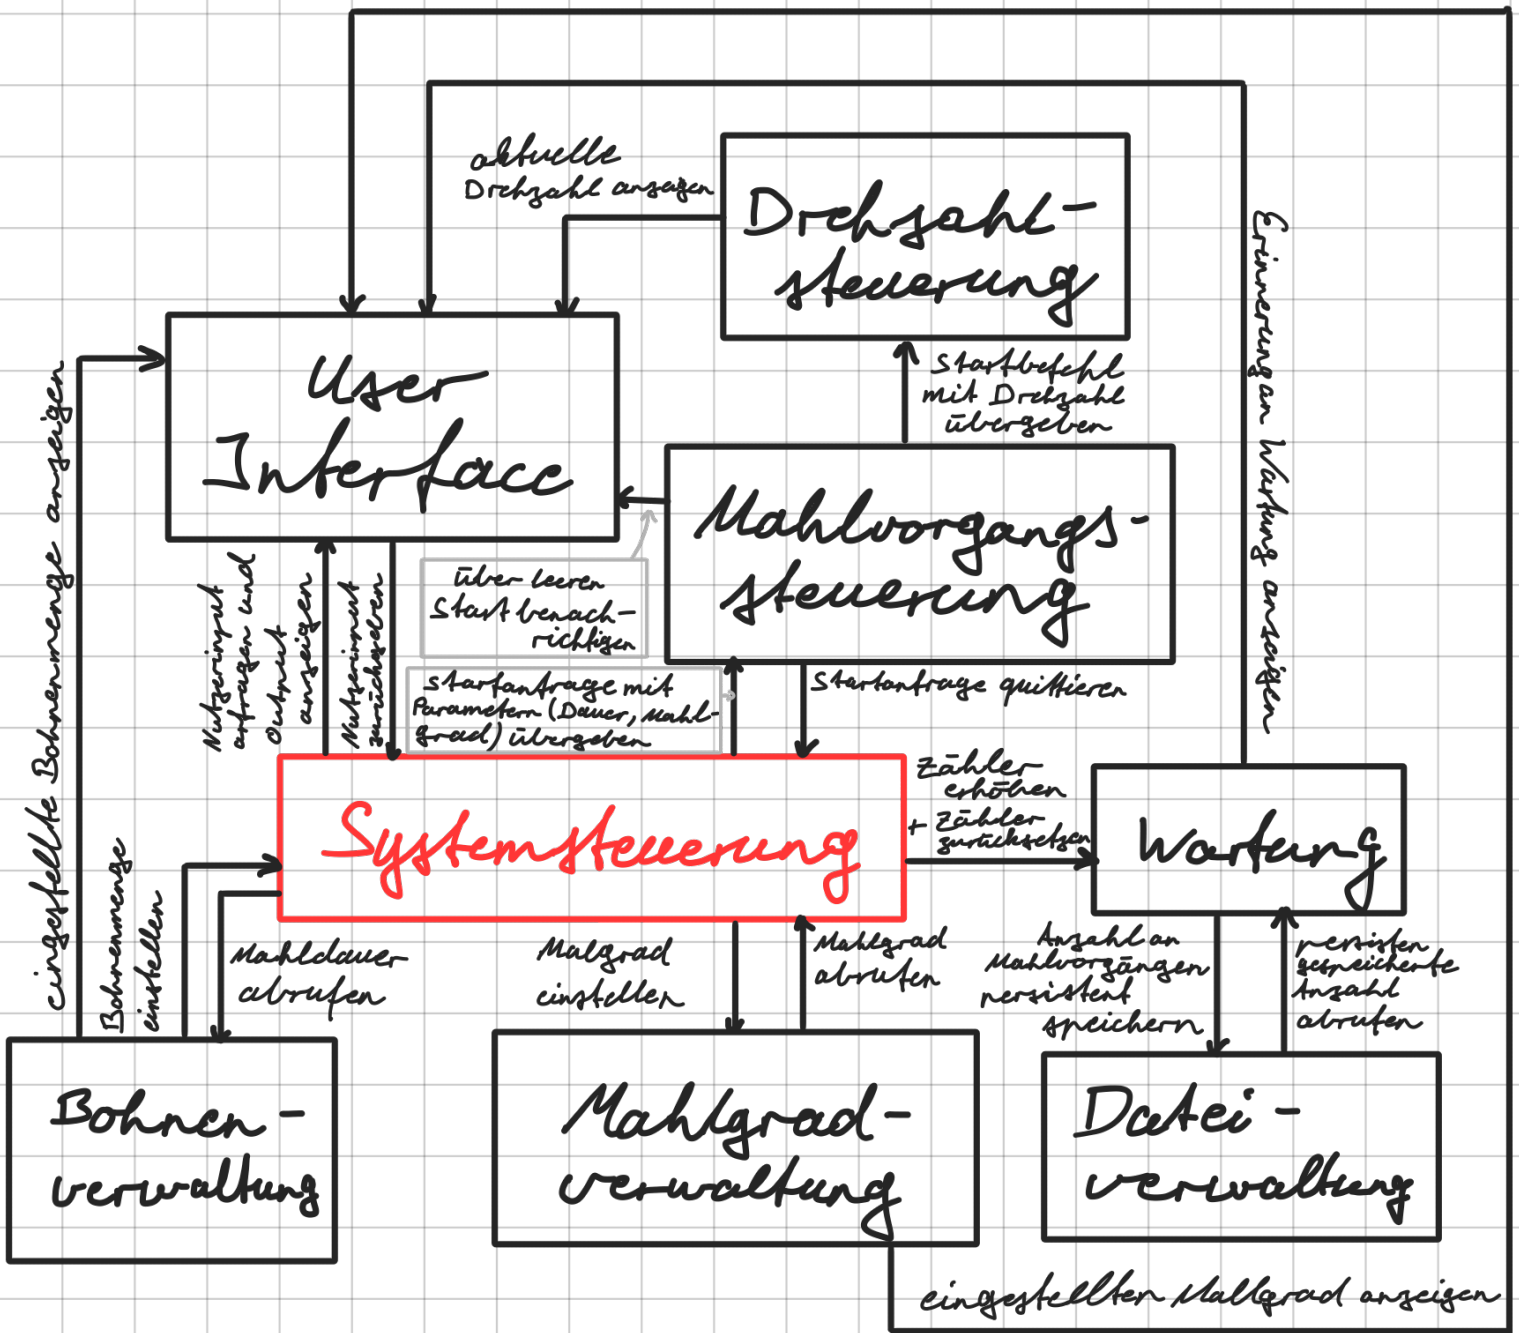 aktuelle
Drehzahl anzeigen
Drehzahl-
steuerung
Erinnerung an Wartung anzeigen
User
Interface
Startbefehl
mit Drehzahl
übergeben
Mahlvorgangs-
steuerung
über leeren
Start benach-
richtigen
eingestellte Bohnenmenge anzeigen
Nutzerinput
anfragen und
Output
anzeigen
Nutzerinput
zurückgeben
Startanfrage mit
Parametern (Dauer, Mahl-
grad) übergeben
Startanfrage quittieren
Systemsteuerung
Zähler
erhöhen
+ Zähler
zurücksetzen
Wartung
Bohnenmenge
einstellen
Mahldauer
abrufen
Malgrad
einstellen
Mahlgrad
abrufen
Anzahl an
Mahlvorgängen
persistent
speichern
persisten
gespeicherte
Anzahl
abrufen
Bohnen-
verwaltung
Mahlgrad-
verwaltung
Datei-
verwaltung
eingestellten Mahlgrad anzeigen